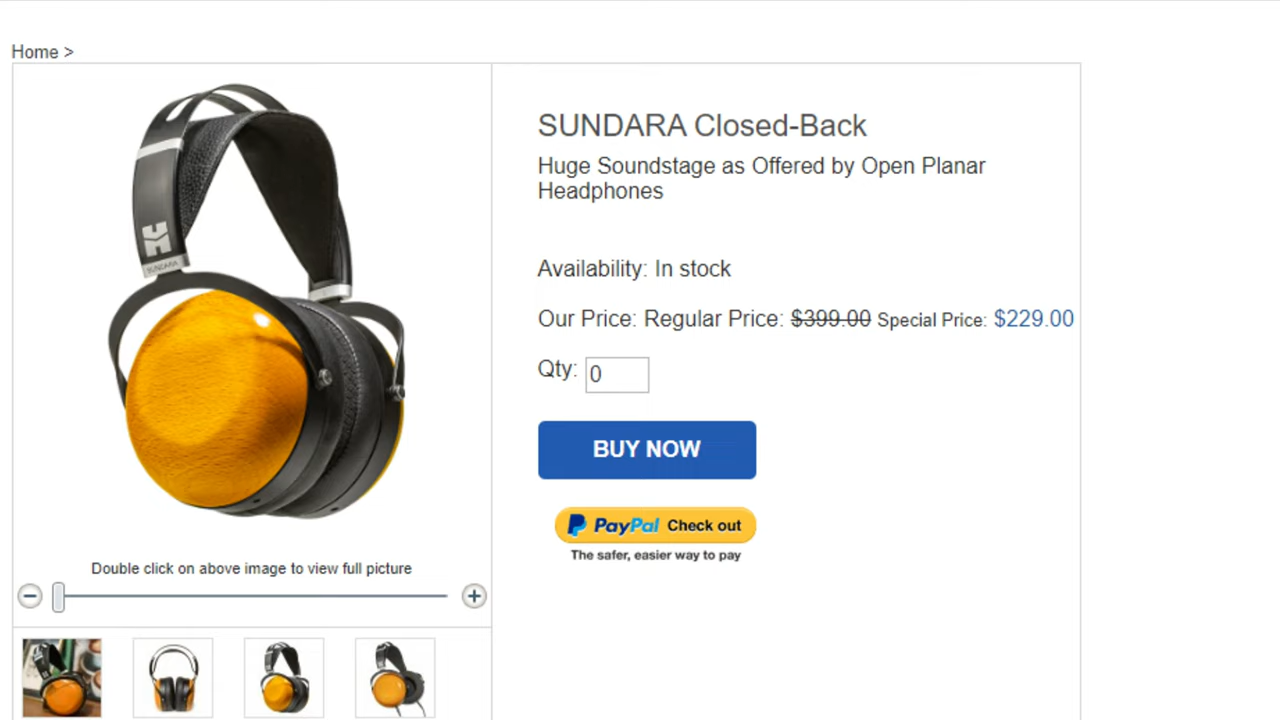 Home >
SUNDARA Closed-Back
Huge Soundstage as Offered by Open Planar
Headphones
Availability: In stock
Our Price: Regular Price: $399.00 Special Price: $229.00
Qty: 0
BUY NOW
PayPal Check out
The safer, easier way to pay
SUNDARA
Double click on above image to view full picture